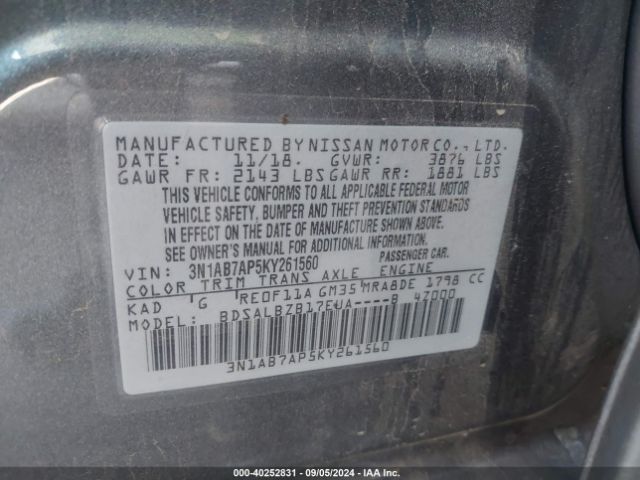 MANUFACTURED BY NISSAN MOTOR CO., LTD.
DATE: 11/18. GVWR: 3876 LBS
GAWR FR: 2143 LBS GAWR RR: 1881 LBS
THIS VEHICLE CONFORMS TO ALL APPLICABLE FEDERAL MOTOR
VEHICLE SAFETY, BUMPER AND THEFT PREVENTION STANDARDS
IN EFFECT ON THE DATE OF MANUFACTURE SHOWN ABOVE.
SEE OWNER'S MANUAL FOR ADDITIONAL INFORMATION.
VIN: 3N1AB7AP5KY261560 PASSENGER CAR.
COLOR TRIM TRANS AXLE ENGINE
KAD G RE0F11A GM35 MRA8DE 1798 CC
MODEL: BDSALBZB17EUA----B 4Z000
3N1AB7AP5KY261560
000-40252831 - 09/05/2024 - IAA Inc.